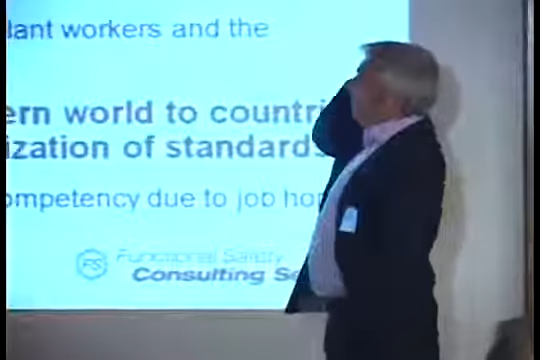 lant workers and the
ern world to countri
ization of standards
ompetency due to job hop
FS Functional Safety
Consulting Se